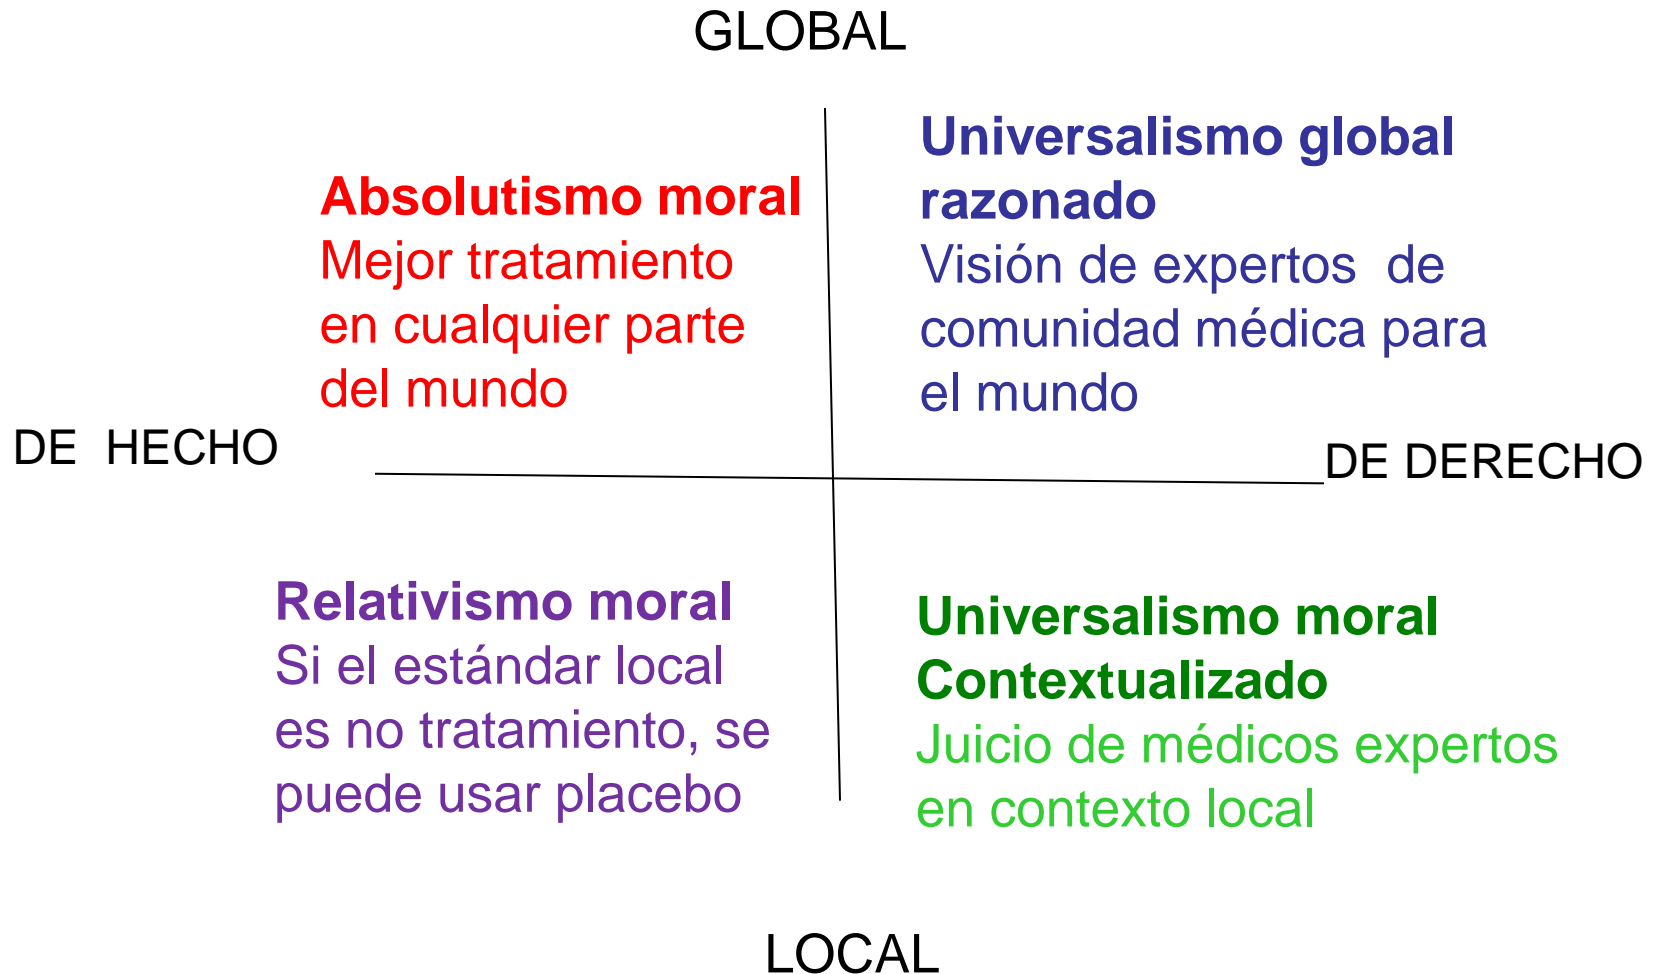 GLOBAL
Absolutismo moral
Mejor tratamiento
en cualquier parte
del mundo
Universalismo global
razonado
Visión de expertos  de
comunidad médica para
el mundo
DE  HECHO
DE DERECHO
Relativismo moral
Si el estándar local
es no tratamiento, se
puede usar placebo
Universalismo moral
Contextualizado
Juicio de médicos expertos
en contexto local
LOCAL